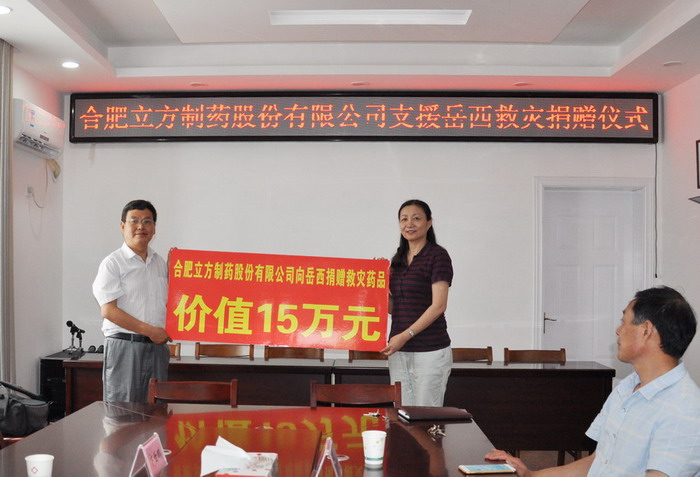 合肥立方制药股份有限公司支援岳西救灾捐赠仪式
合肥立方制药股份有限公司向岳西捐赠救灾药品
价值15万元